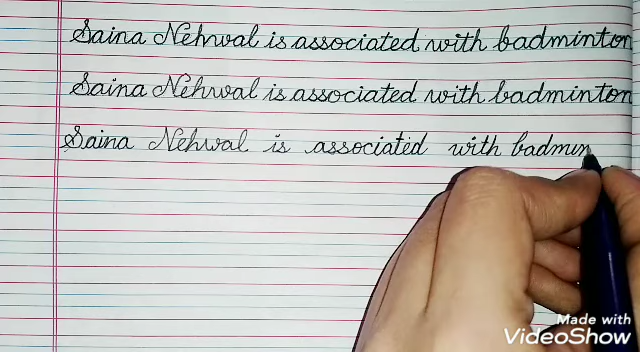 Saina Nehwal is associated with badminton
Saina Nehwal is associated with badminton
Saina Nehwal is associated with badmin
Made with
VideoShow